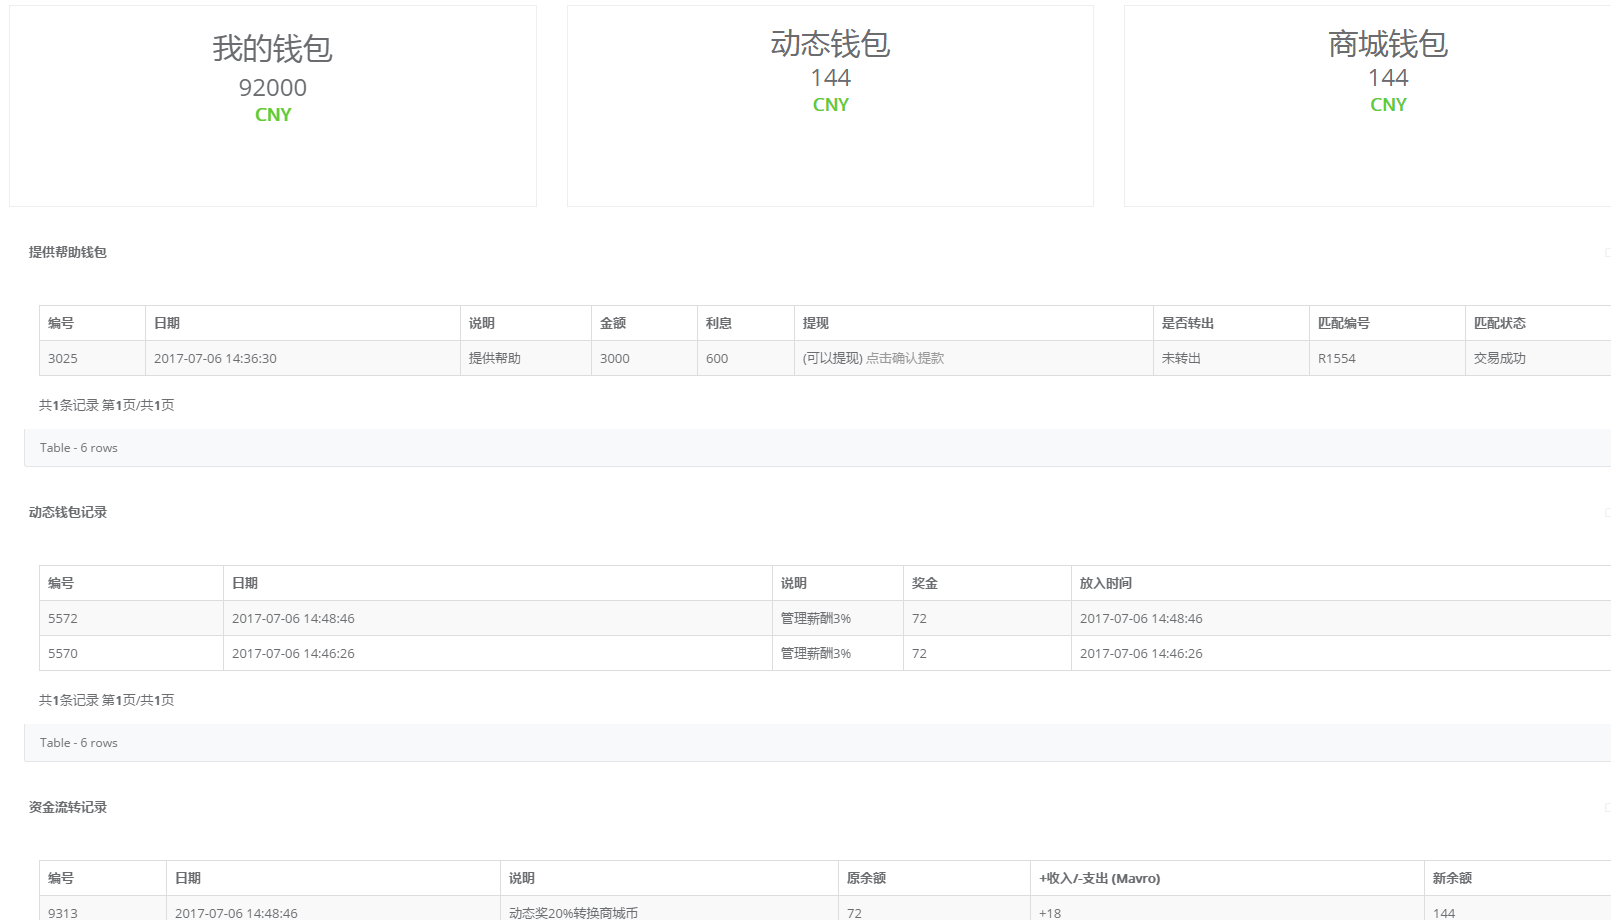 我的钱包
92000
CNY
动态钱包
144
CNY
商城钱包
144
CNY
提供帮助钱包
编号 日期 说明 金额 利息 提现 是否转出 匹配编号 匹配状态
3025 2017-07-06 14:36:30 提供帮助 3000 600 (可以提现) 点击确认提款 未转出 R1554 交易成功
共1条记录 第1页/共1页
Table - 6 rows
动态钱包记录
编号 日期 说明 奖金 放入时间
5572 2017-07-06 14:48:46 管理薪酬3% 72 2017-07-06 14:48:46
5570 2017-07-06 14:46:26 管理薪酬3% 72 2017-07-06 14:46:26
共1条记录 第1页/共1页
Table - 6 rows
资金流转记录
编号 日期 说明 原余额 +收入/-支出 (Mavro) 新余额
9313 2017-07-06 14:48:46 动态奖20%转换商城币 72 +18 144